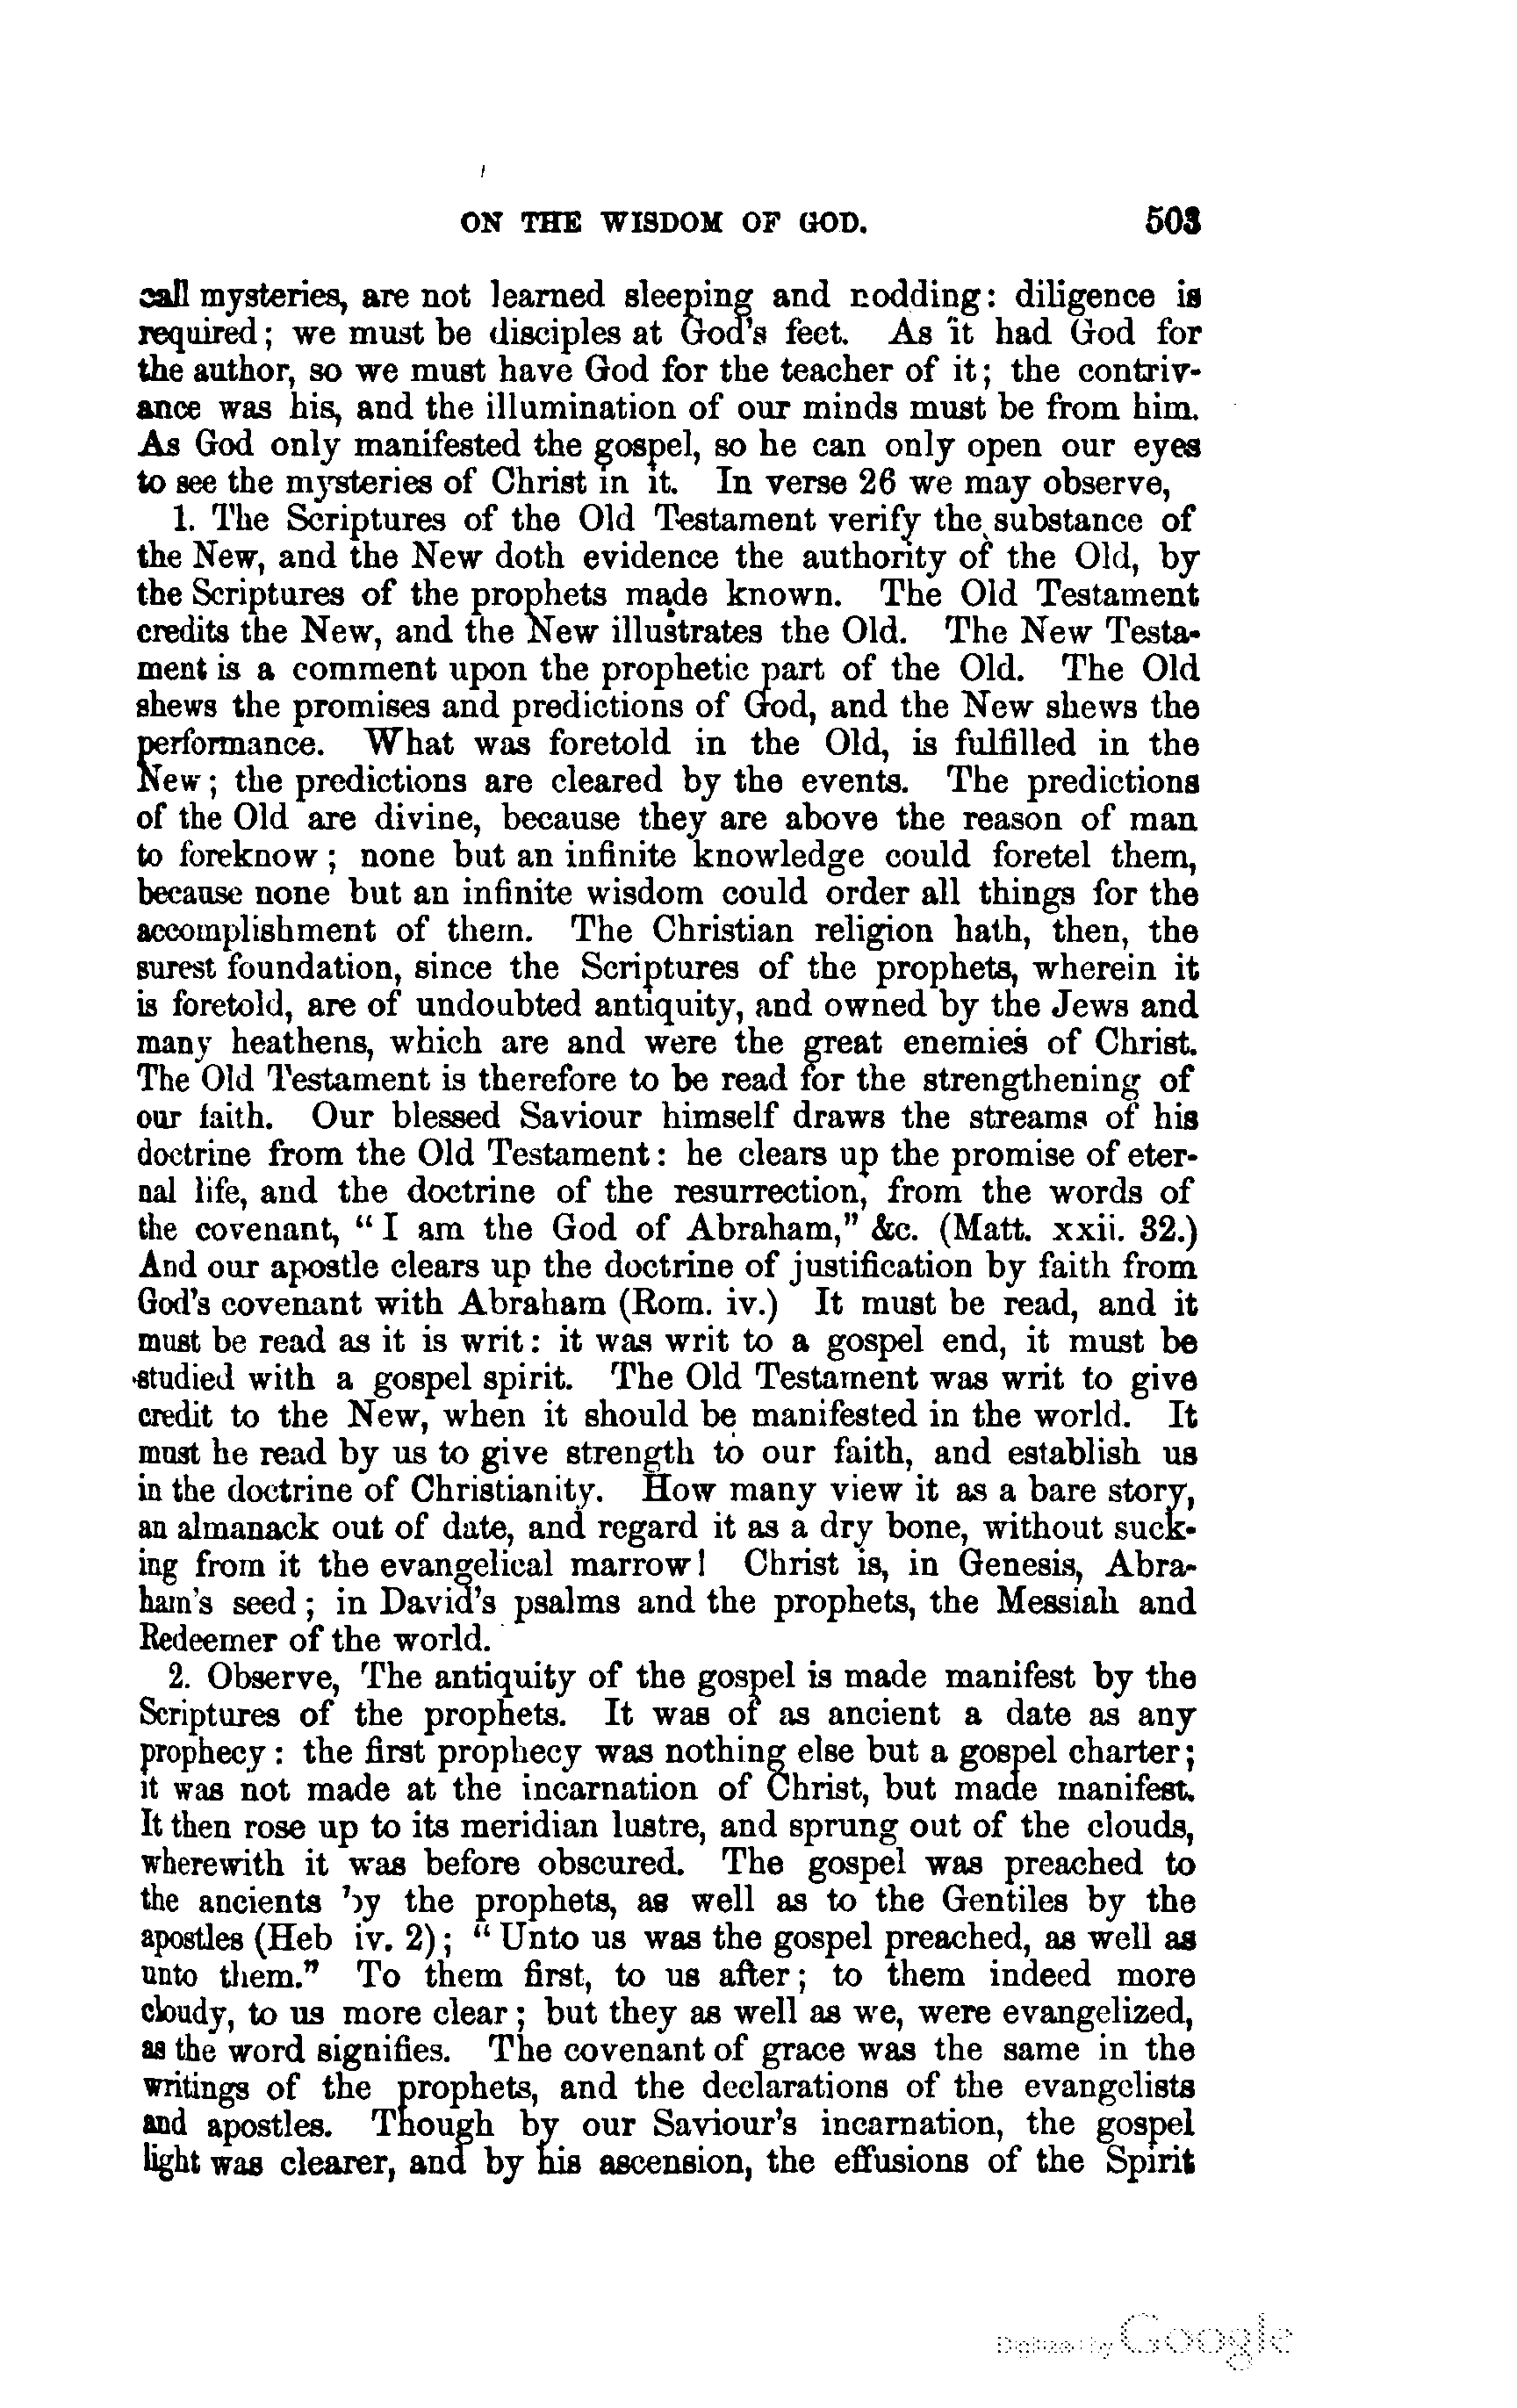 ON THE WISDOM OF GOD. 503
call mysteries, are not learned sleeping and nodding: diligence is
required; we must be disciples at God's feet. As it had God for
the author, so we must have God for the teacher of it; the contriv-
ance was his, and the illumination of our minds must be from him.
As God only manifested the gospel, so he can only open our eyes
to see the mysteries of Christ in it. In verse 26 we may observe,
1. The Scriptures of the Old Testament verify the substance of
the New, and the New doth evidence the authority of the Old, by
the Scriptures of the prophets made known. The Old Testament
credits the New, and the New illustrates the Old. The New Testa-
ment is a comment upon the prophetic part of the Old. The Old
shews the promises and predictions of God, and the New shews the
performance. What was foretold in the Old, is fulfilled in the
New; the predictions are cleared by the events. The predictions
of the Old are divine, because they are above the reason of man
to foreknow; none but an infinite knowledge could foretel them,
because none but an infinite wisdom could order all things for the
accomplishment of them. The Christian religion hath, then, the
surest foundation, since the Scriptures of the prophets, wherein it
is foretold, are of undoubted antiquity, and owned by the Jews and
many heathens, which are and were the great enemies of Christ.
The Old Testament is therefore to be read for the strengthening of
our faith. Our blessed Saviour himself draws the streams of his
doctrine from the Old Testament: he clears up the promise of eter-
nal life, and the doctrine of the resurrection, from the words of
the covenant, "I am the God of Abraham," &c. (Matt. xxii. 32.)
And our apostle clears up the doctrine of justification by faith from
God's covenant with Abraham (Rom. iv.) It must be read, and it
must be read as it is writ: it was writ to a gospel end, it must be
studied with a gospel spirit. The Old Testament was writ to give
credit to the New, when it should be manifested in the world. It
must be read by us to give strength to our faith, and establish us
in the doctrine of Christianity. How many view it as a bare story,
an almanack out of date, and regard it as a dry bone, without suck-
ing from it the evangelical marrow! Christ is, in Genesis, Abra-
ham's seed; in David's psalms and the prophets, the Messiah and
Redeemer of the world.
2. Observe, The antiquity of the gospel is made manifest by the
Scriptures of the prophets. It was of as ancient a date as any
prophecy: the first prophecy was nothing else but a gospel charter;
it was not made at the incarnation of Christ, but made manifest.
It then rose up to its meridian lustre, and sprung out of the clouds,
wherewith it was before obscured. The gospel was preached to
the ancients by the prophets, as well as to the Gentiles by the
apostles (Heb iv. 2); "Unto us was the gospel preached, as well as
unto them." To them first, to us after; to them indeed more
cloudy, to us more clear; but they as well as we, were evangelized,
as the word signifies. The covenant of grace was the same in the
writings of the prophets, and the declarations of the evangelists
and apostles. Though by our Saviour's incarnation, the gospel
light was clearer, and by his ascension, the effusions of the Spirit
Digitized by Google